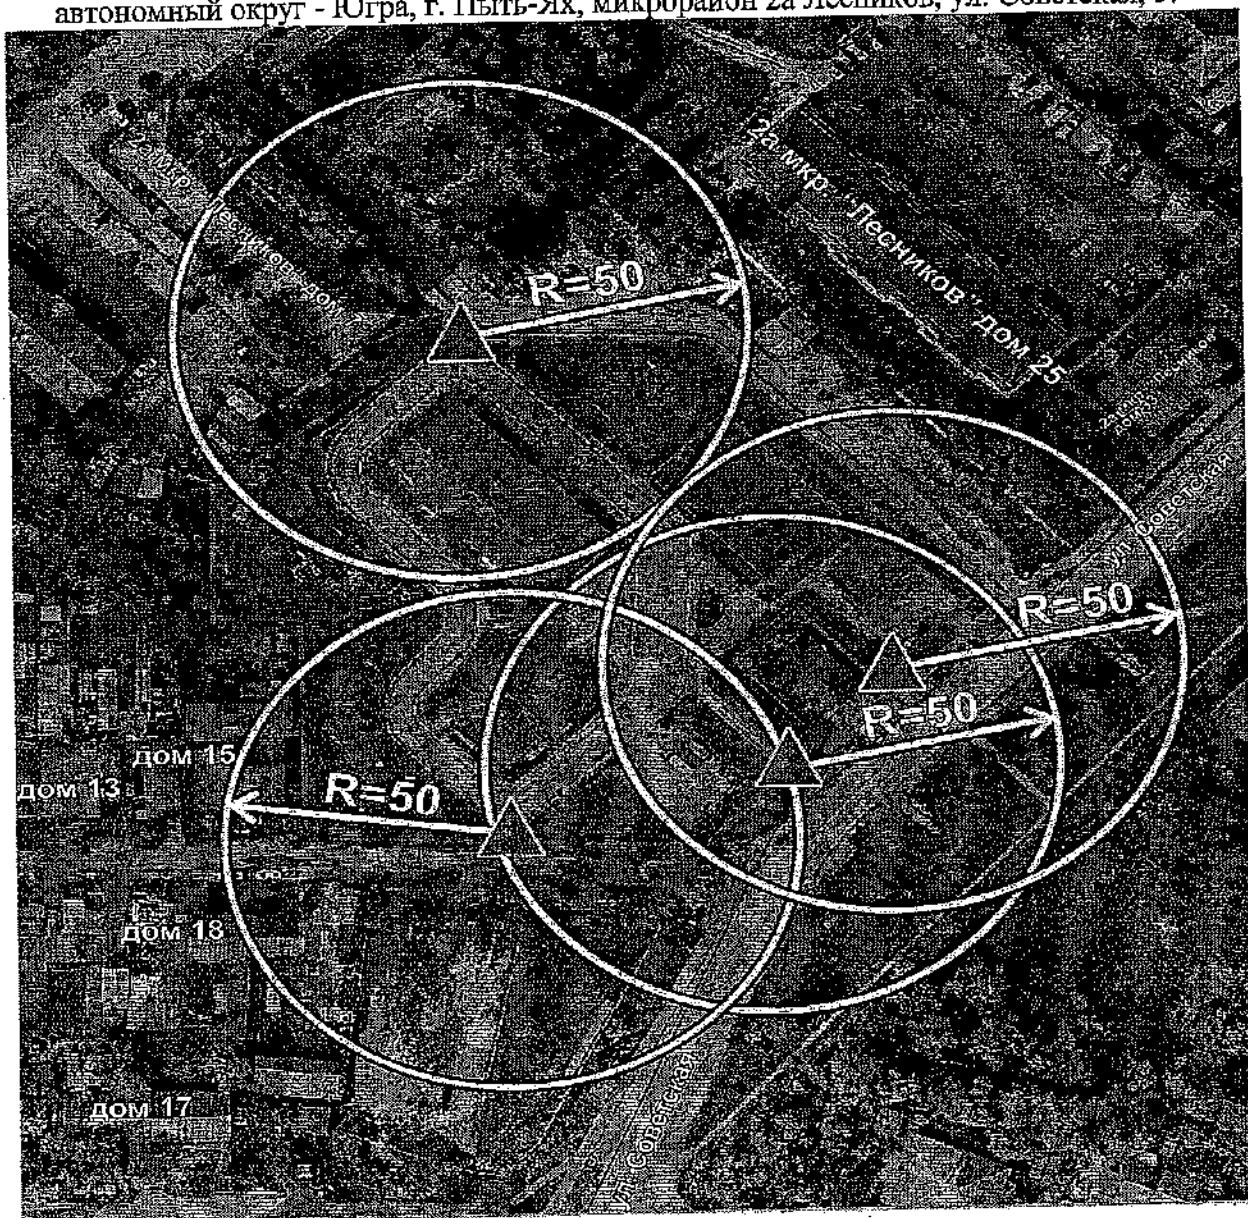 автономный округ - Югра, г. Пыть-Ях, микрорайон 2а Лесников, ул. Советская,
2а мкр "Лесников" дом 25
R=50
ул Советская
R=50
R=50
дом 15
дом 13
R=50
дом 18
дом 17
ул Советская